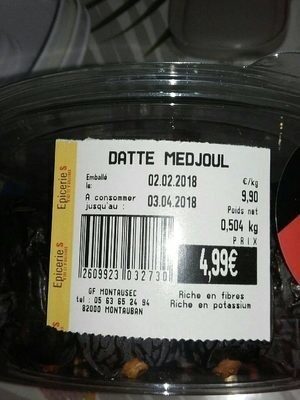 DATTE MEDJOUL
Emballé
le:
02.02.2018
€/kg
9,90
A consommer
jusqu'au :
03.04.2018
Poids net
0,504 kg
PRIX
4,99€
2609923 032730
GF MONTAUSEC
tel : 05 63 65 24 94
82000 MONTAUBAN
Riche en fibres
Riche en potassium
Epicerie S
Epicerie S
Epicerie S